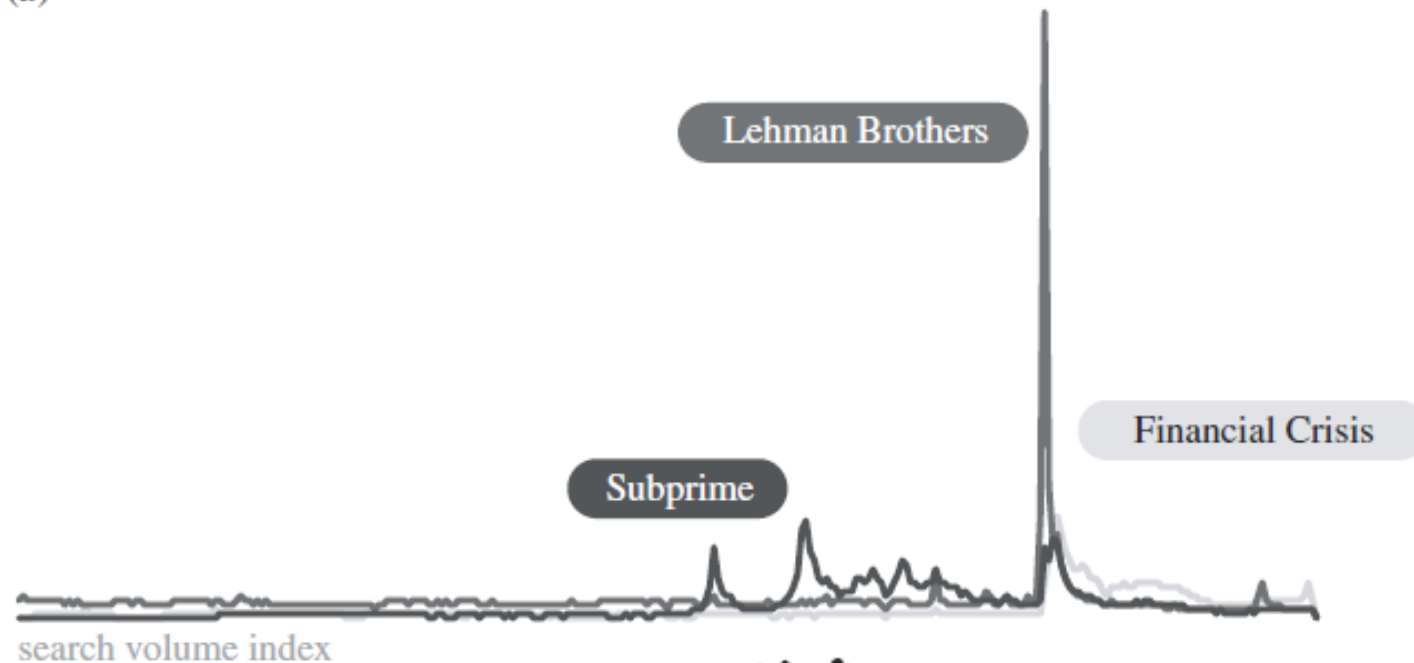 Lehman Brothers
Financial Crisis
Subprime
search volume index